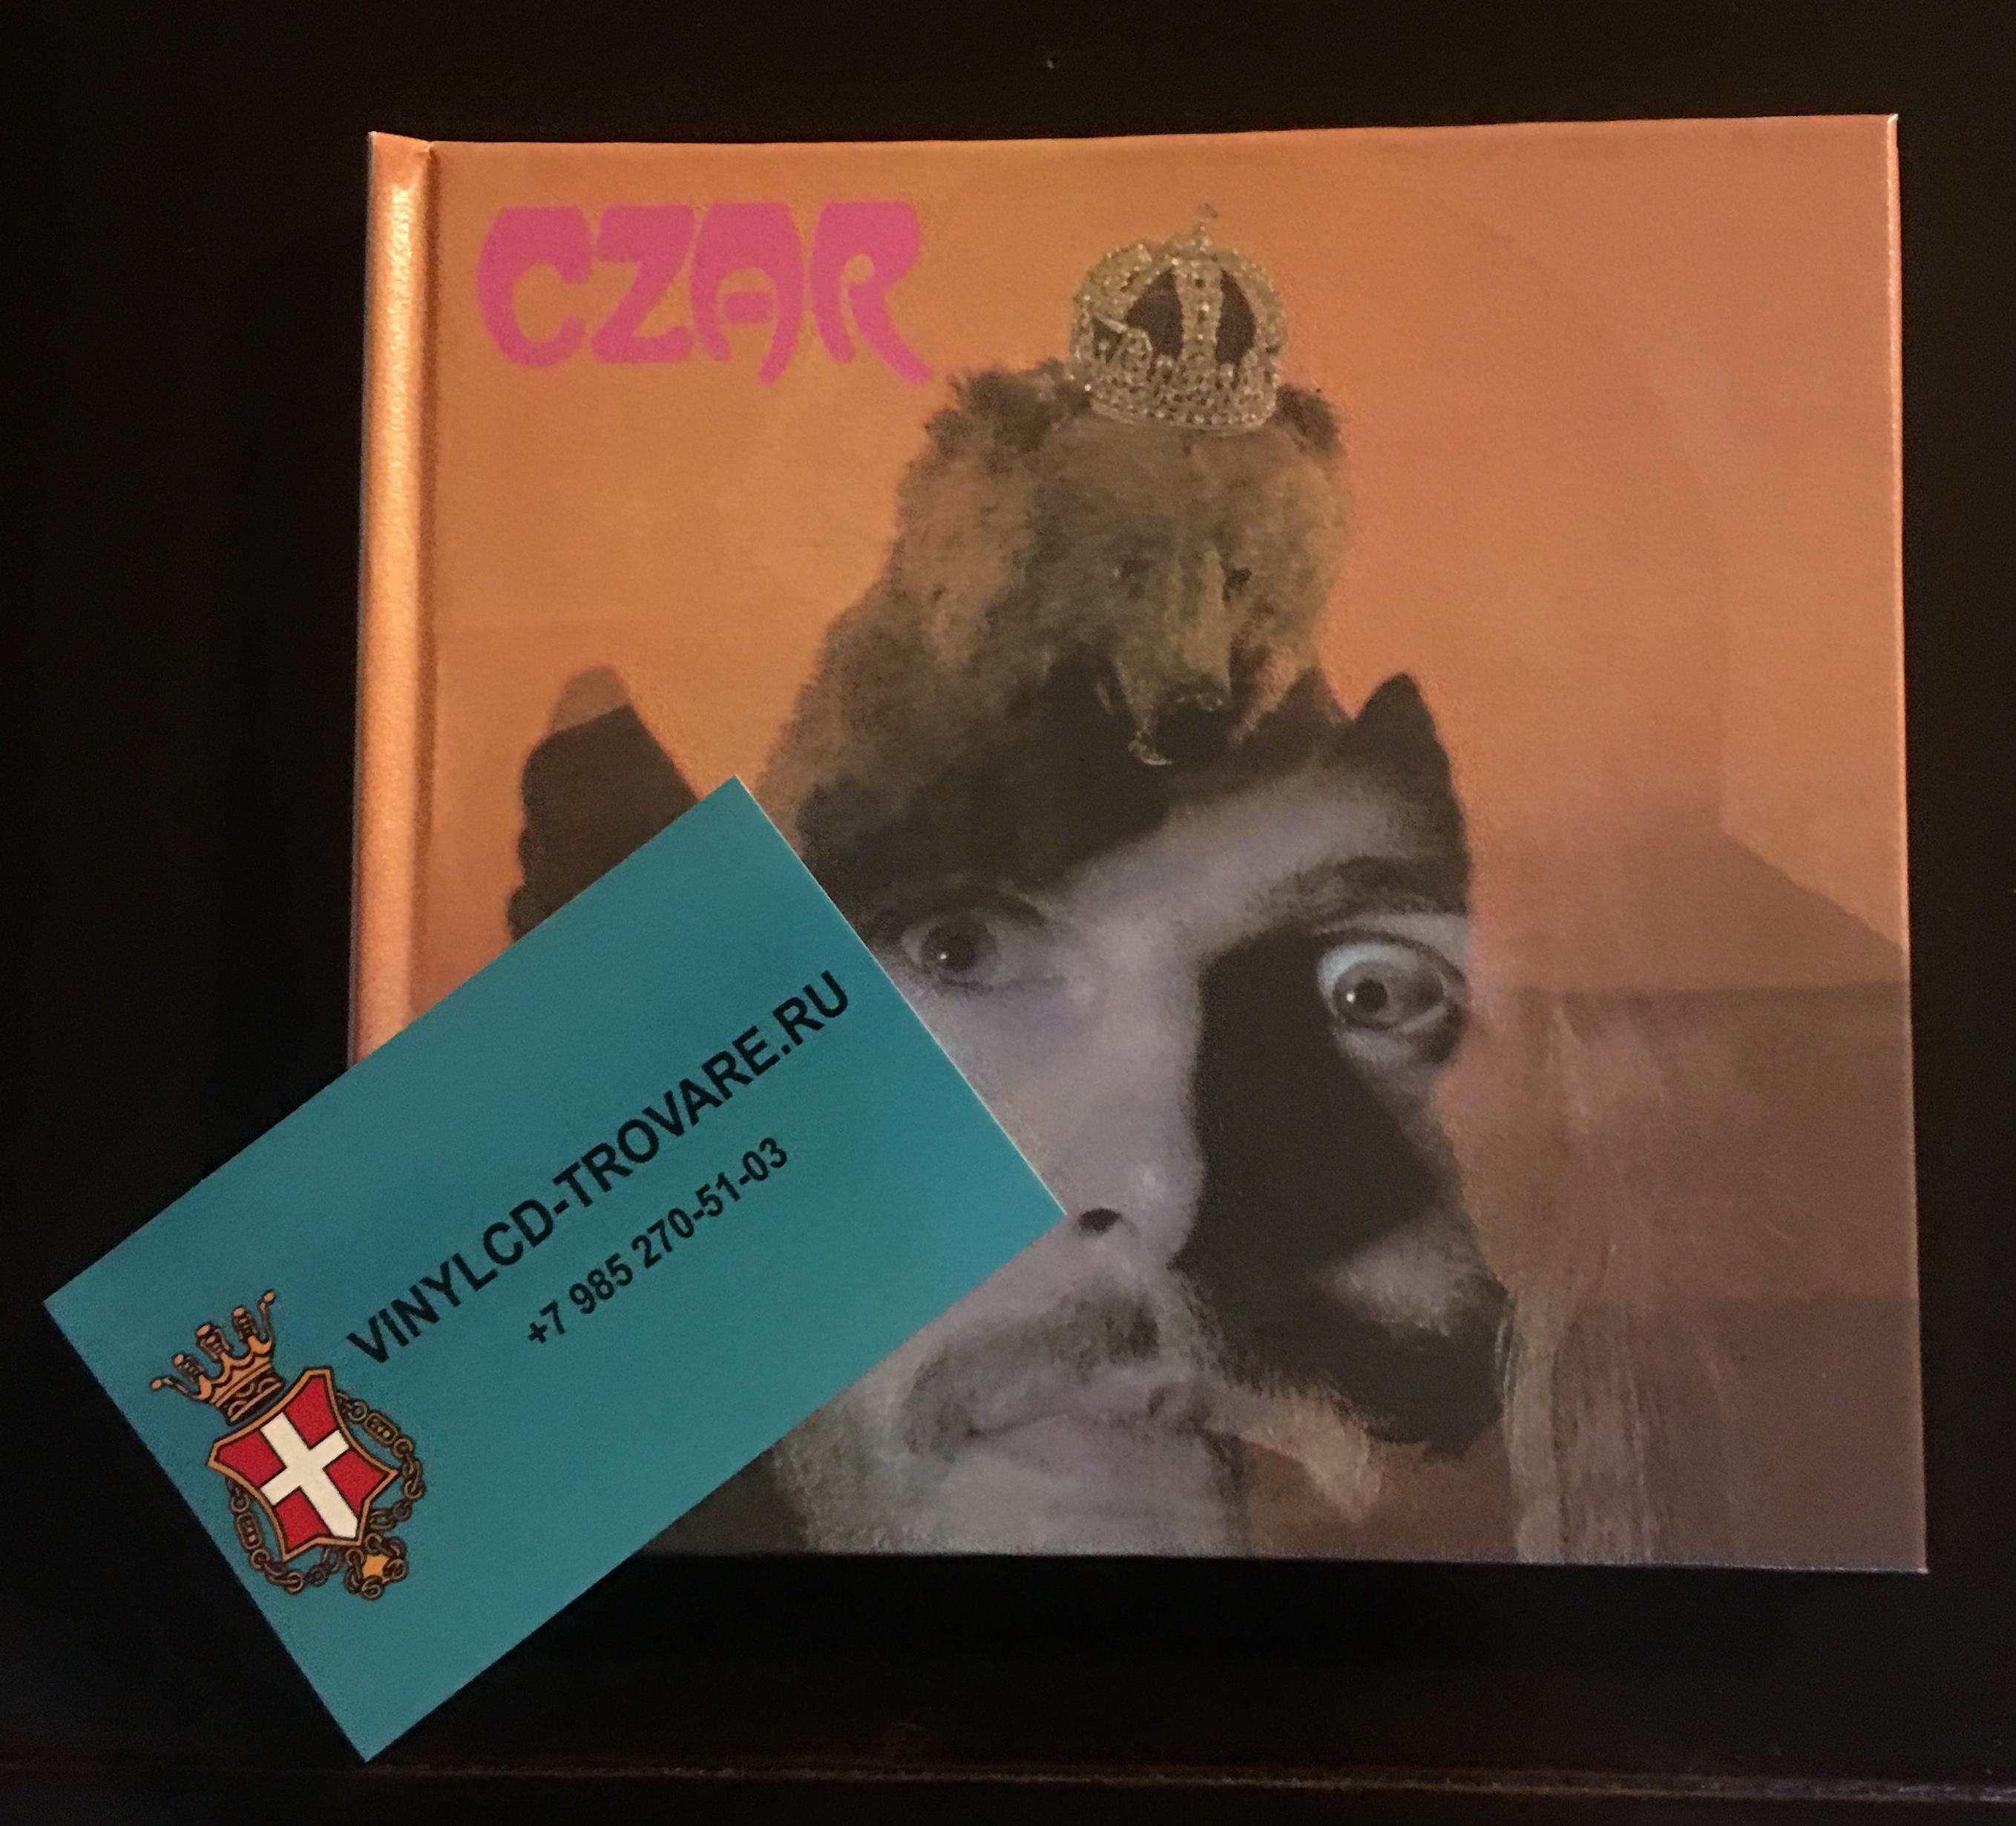 CZAR
VINYLCD-TROVARE.RU
+7 985 270-51-03